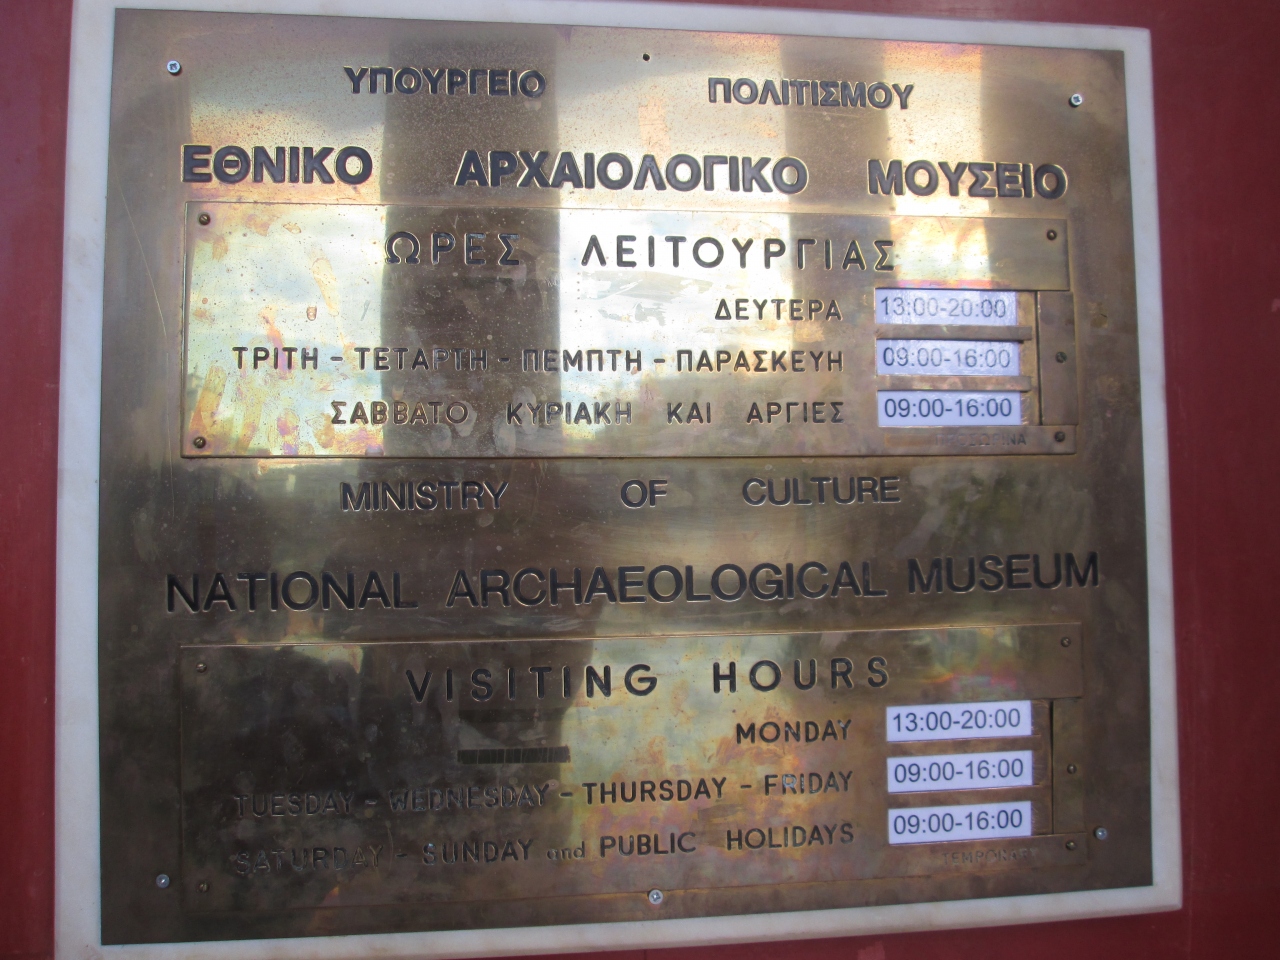 ΥΠΟΥΡΓΕΙΟ ΠΟΛΙΤΙΣΜΟΥ
ΕΘΝΙΚΟ ΑΡΧΑΙΟΛΟΓΙΚΟ ΜΟΥΣΕΙΟ
ΩΡΕΣ ΛΕΙΤΟΥΡΓΙΑΣ
ΔΕΥΤΕΡΑ 13:00-20:00
ΤΡΙΤΗ - ΤΕΤΑΡΤΗ - ΠΕΜΠΤΗ - ΠΑΡΑΣΚΕΥΗ 09:00-16:00
ΣΑΒΒΑΤΟ ΚΥΡΙΑΚΗ ΚΑΙ ΑΡΓΙΕΣ 09:00-16:00
MINISTRY OF CULTURE
NATIONAL ARCHAEOLOGICAL MUSEUM
VISITING HOURS
MONDAY 13:00-20:00
TUESDAY - WEDNESDAY - THURSDAY - FRIDAY 09:00-16:00
SATURDAY - SUNDAY and PUBLIC HOLIDAYS 09:00-16:00